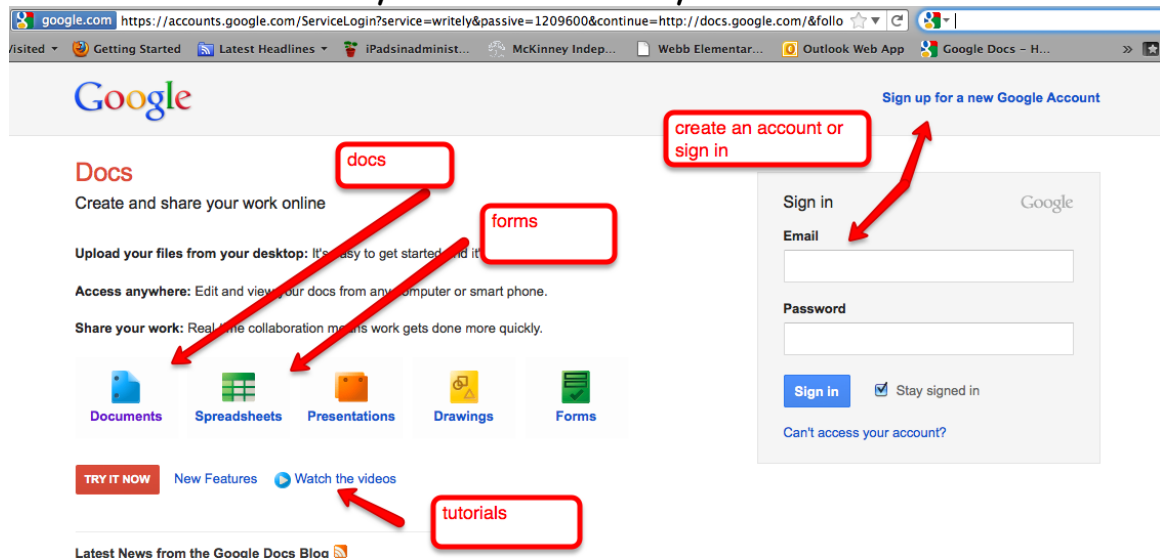 google.com https://accounts.google.com/ServiceLogin?service=writely&passive=1209600&continue=http://docs.google.com/&follo
Visited Getting Started Latest Headlines iPadsinadminist... McKinney Indep... Webb Elementar... Outlook Web App Google Docs – H... »
Google
Sign up for a new Google Account
create an account or
sign in
docs
Docs
Create and share your work online
forms
Upload your files from your desktop: It's easy to get started and it'
Access anywhere: Edit and view your docs from any computer or smart phone.
Share your work: Real-time collaboration means work gets done more quickly.
Documents Spreadsheets Presentations Drawings Forms
TRY IT NOW New Features Watch the videos
tutorials
Latest News from the Google Docs Blog
Sign in Google
Email
Password
Sign in Stay signed in
Can't access your account?